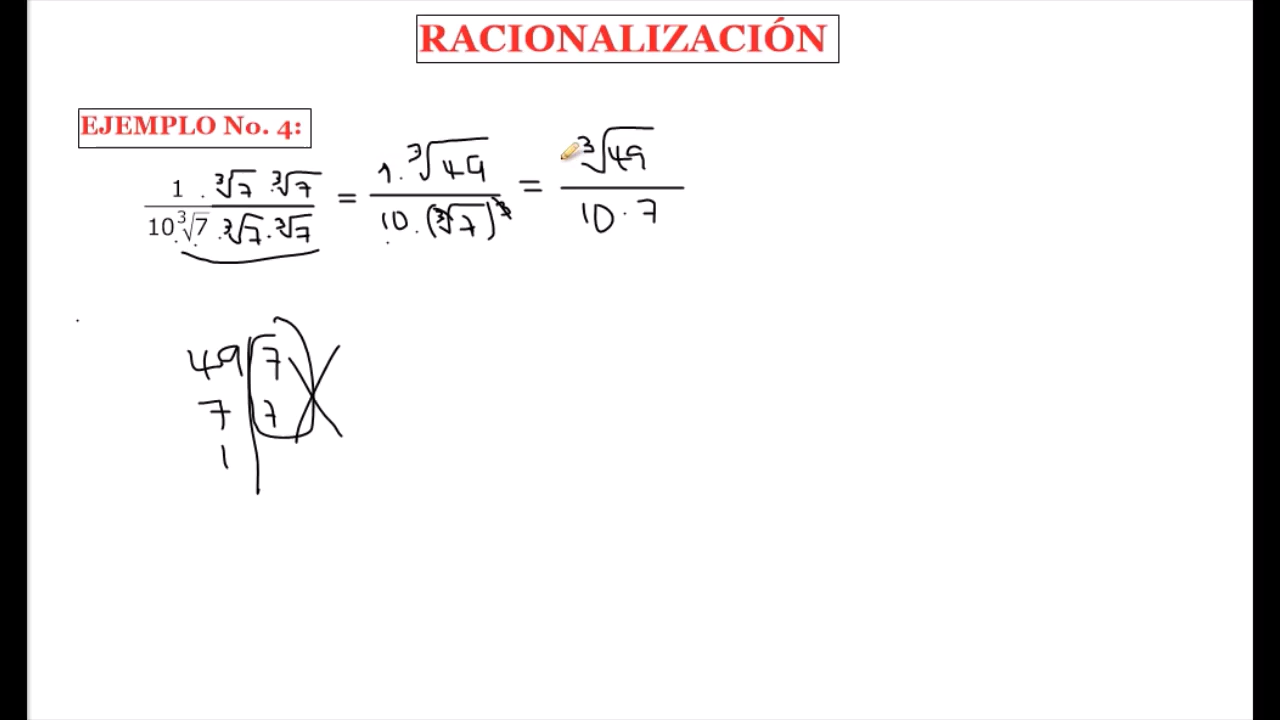 RACIONALIZACIÓN
EJEMPLO No. 4:
1 · ∛7 · ∛7 / 10∛7 · ∛7 · ∛7 = 1 · ∛49 / 10 · (∛7)³ = ∛49 / 10 · 7
49 | 7
7 | 7
1 |